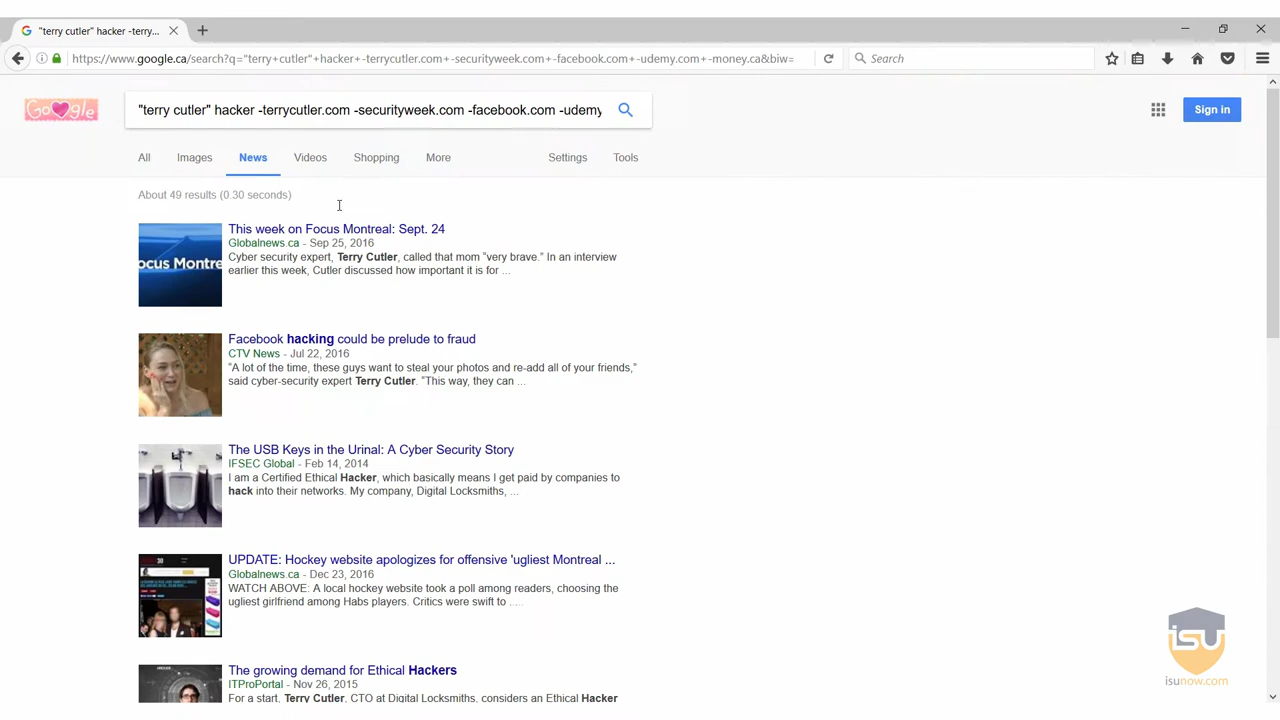 "terry cutler" hacker -terry...
https://www.google.ca/search?q="terry+cutler"+hacker+-terrycutler.com+-securityweek.com+-facebook.com+-udemy.com+-money.ca&biw=
Search
Google
"terry cutler" hacker -terrycutler.com -securityweek.com -facebook.com -udemy
Sign in
All Images News Videos Shopping More Settings Tools
About 49 results (0.30 seconds)
This week on Focus Montreal: Sept. 24
Globalnews.ca - Sep 25, 2016
Cyber security expert, Terry Cutler, called that mom "very brave." In an interview
earlier this week, Cutler discussed how important it is for ...
ocus Montre
Facebook hacking could be prelude to fraud
CTV News - Jul 22, 2016
"A lot of the time, these guys want to steal your photos and re-add all of your friends,"
said cyber-security expert Terry Cutler. "This way, they can ...
The USB Keys in the Urinal: A Cyber Security Story
IFSEC Global - Feb 14, 2014
I am a Certified Ethical Hacker, which basically means I get paid by companies to
hack into their networks. My company, Digital Locksmiths, ...
UPDATE: Hockey website apologizes for offensive 'ugliest Montreal ...
Globalnews.ca - Dec 23, 2016
WATCH ABOVE: A local hockey website book a poll among readers, choosing the
ugliest girlfriend among Habs players. Critics were swift to .....
The growing demand for Ethical Hackers
ITProPortal - Nov 26, 2015
For a start, Terry Cutler, CTO at Digital Locksmiths, considers an Ethical Hacker
isu
isunow.com